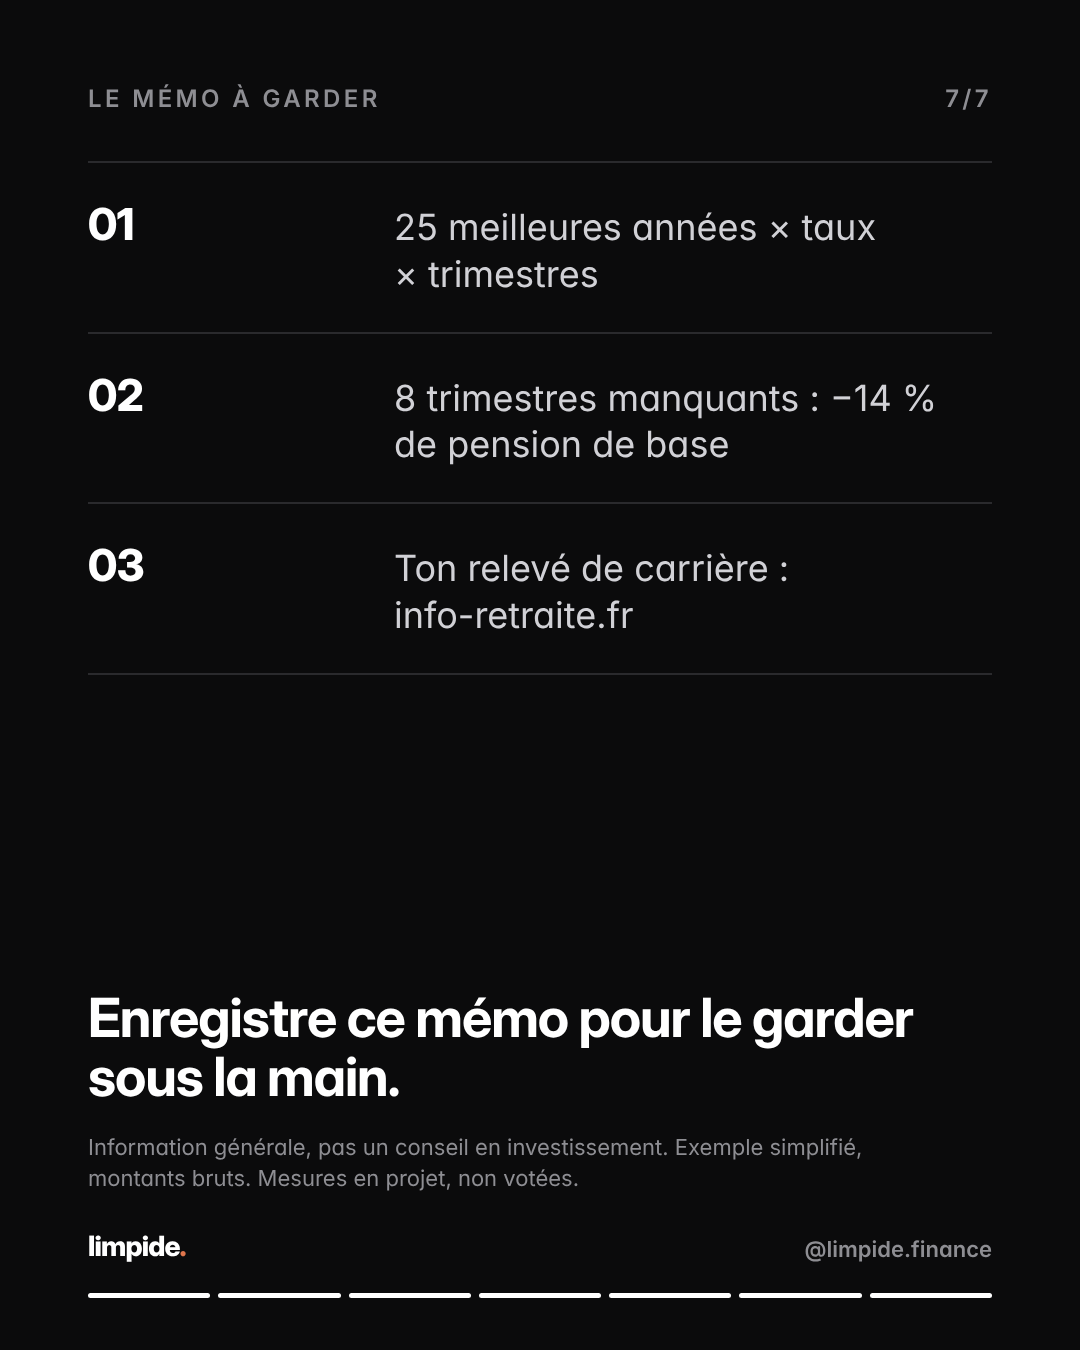 LE MÉMO À GARDER
7/7
01
25 meilleures années × taux
× trimestres
02
8 trimestres manquants : −14 %
de pension de base
03
Ton relevé de carrière :
info-retraite.fr
Enregistre ce mémo pour le garder
sous la main.
Information générale, pas un conseil en investissement. Exemple simplifié,
montants bruts. Mesures en projet, non votées.
limpide.
@limpide.finance